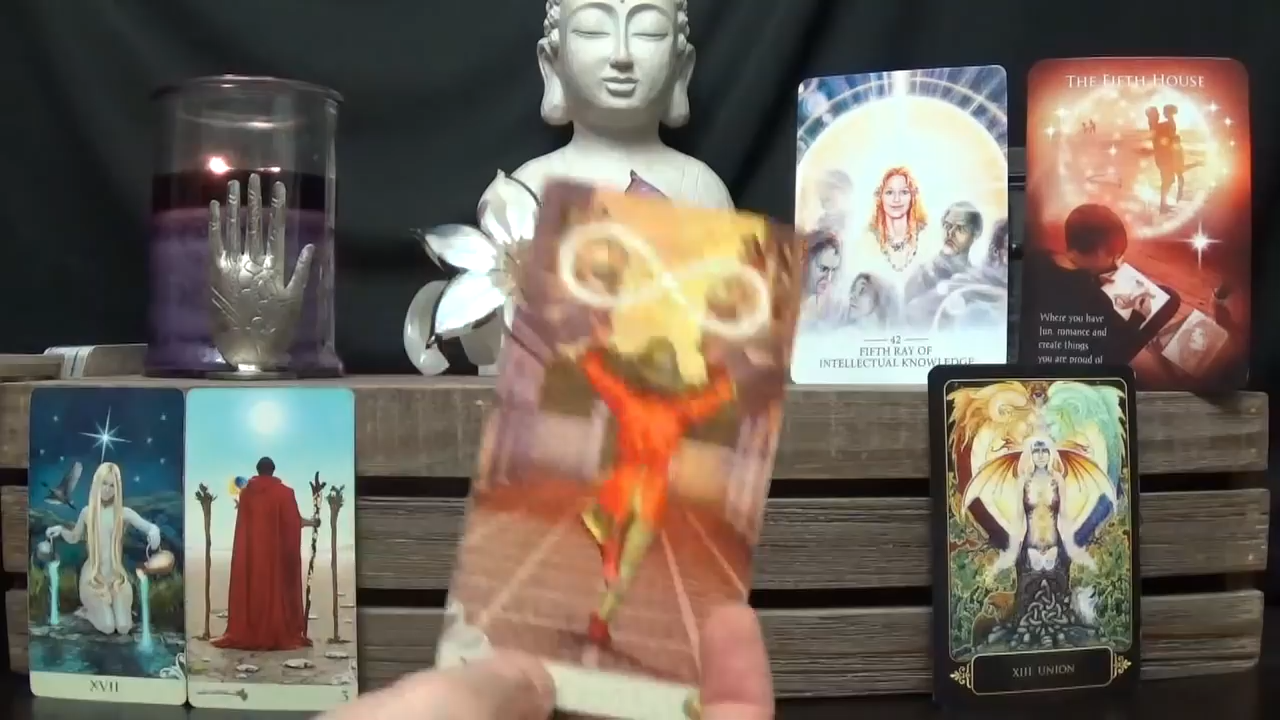 THE FIFTH HOUSE
Where you have
fun, romance and
create things
you are proud of
42
FIFTH RAY OF
INTELLECTUAL KNOWLEDGE
XVII
3
XIII UNION